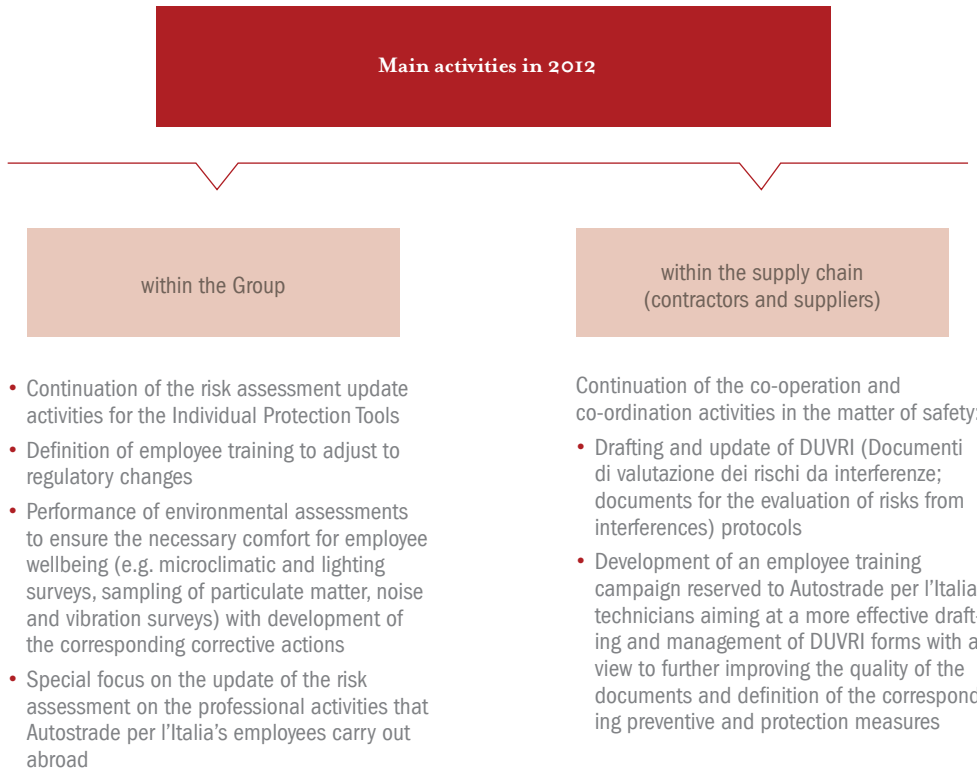 Main activities in 2012
within the Group
• Continuation of the risk assessment update
activities for the Individual Protection Tools
• Definition of employee training to adjust to
regulatory changes
• Performance of environmental assessments
to ensure the necessary comfort for employee
wellbeing (e.g. microclimatic and lighting
surveys, sampling of particulate matter, noise
and vibration surveys) with development of
the corresponding corrective actions
• Special focus on the update of the risk
assessment on the professional activities that
Autostrade per l'Italia's employees carry out
abroad
within the supply chain
(contractors and suppliers)
Continuation of the co-operation and
co-ordination activities in the matter of safety:
• Drafting and update of DUVRI (Documenti
di valutazione dei rischi da interferenze;
documents for the evaluation of risks from
interferences) protocols
• Development of an employee training
campaign reserved to Autostrade per l'Italia
technicians aiming at a more effective draft-
ing and management of DUVRI forms with a
view to further improving the quality of the
documents and definition of the correspond
ing preventive and protection measures